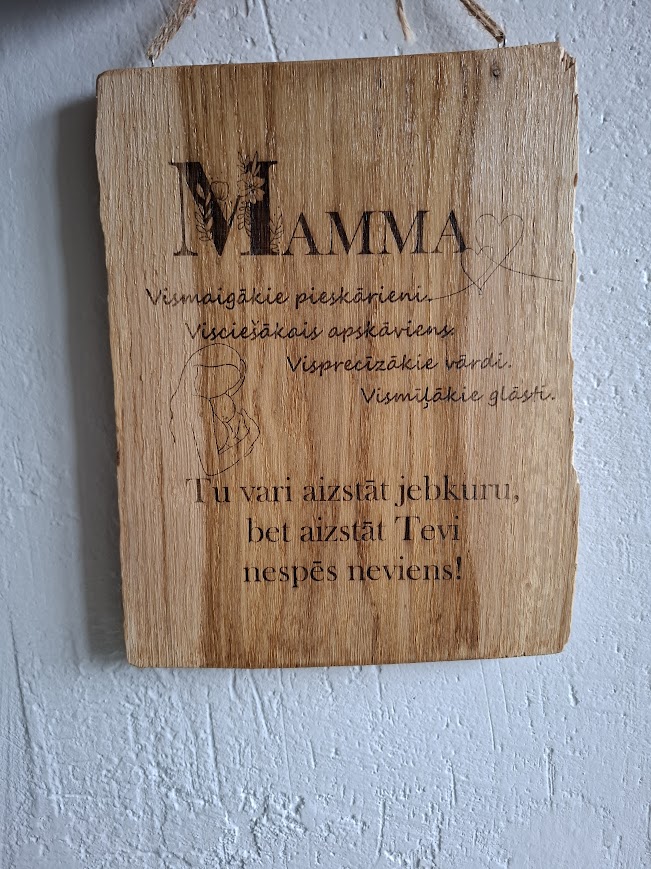 MAMMA
Vismaigākie pieskārieni.
Visciešākais apskāviens.
Visprecīzākie vārdi.
Vismīļākie glāsti.
Tu vari aizstāt jebkuru,
bet aizstāt Tevi
nespēs neviens!